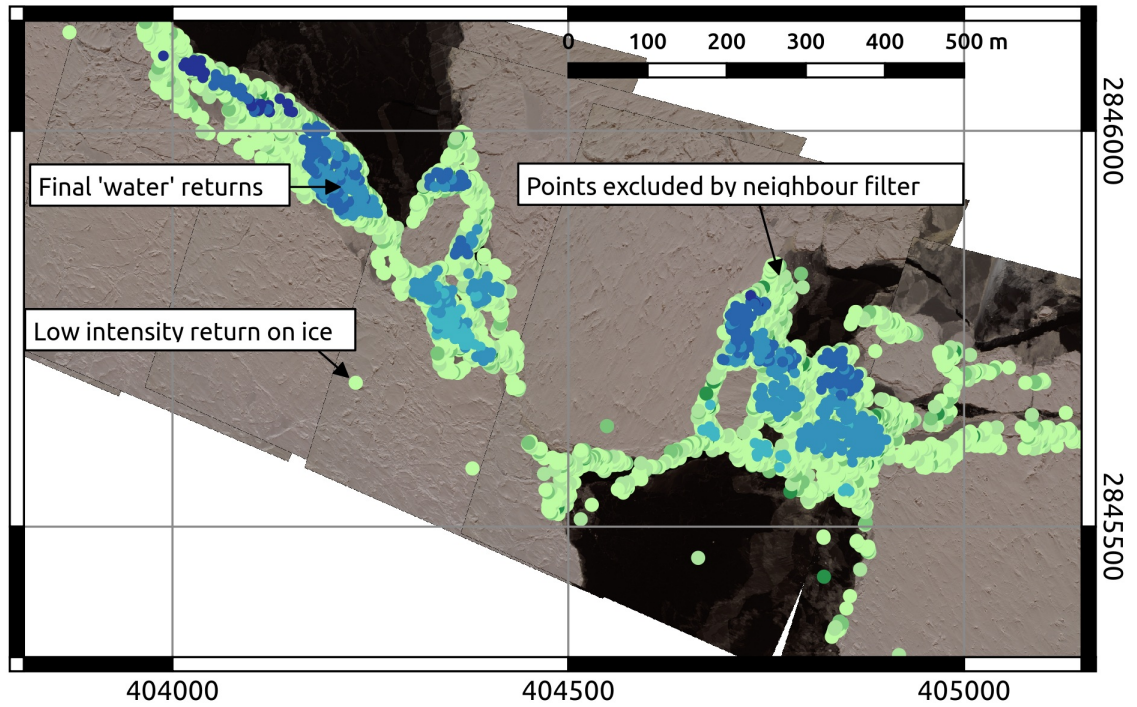 0 100 200 300 400 500 m
2846000
Final 'water' returns
Points excluded by neighbour filter
Low intensity return on ice
2845500
404000 404500 405000